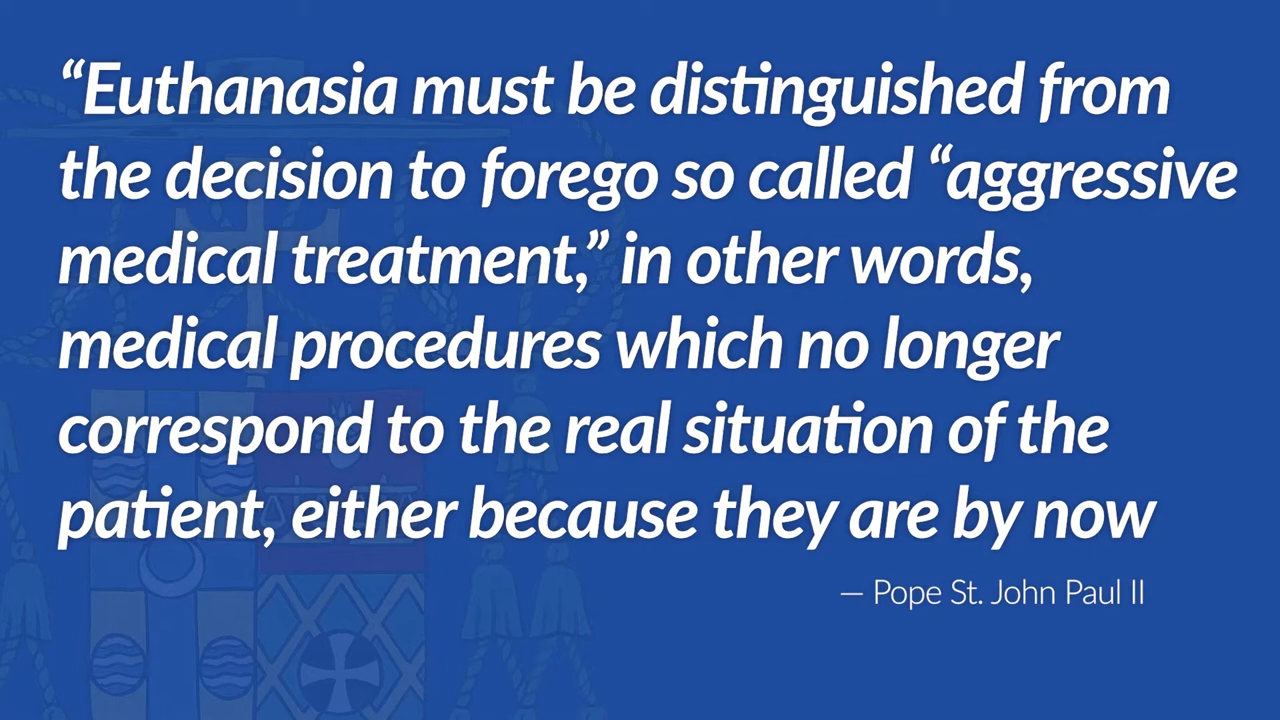 “Euthanasia must be distinguished from
the decision to forego so called “aggressive
medical treatment,” in other words,
medical procedures which no longer
correspond to the real situation of the
patient, either because they are by now
— Pope St. John Paul II